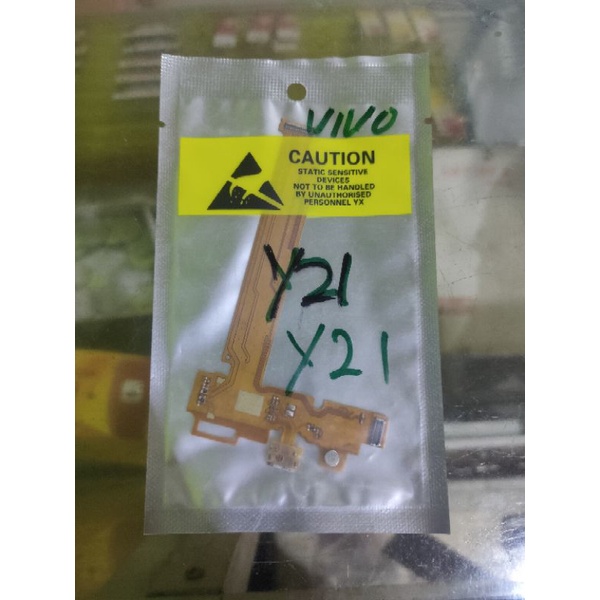 VIVO
CAUTION
STATIC SENSITIVE
DEVICES
NOT TO BE HANDLED
BY UNAUTHORISED
PERSONNEL YX
Y21
Y21